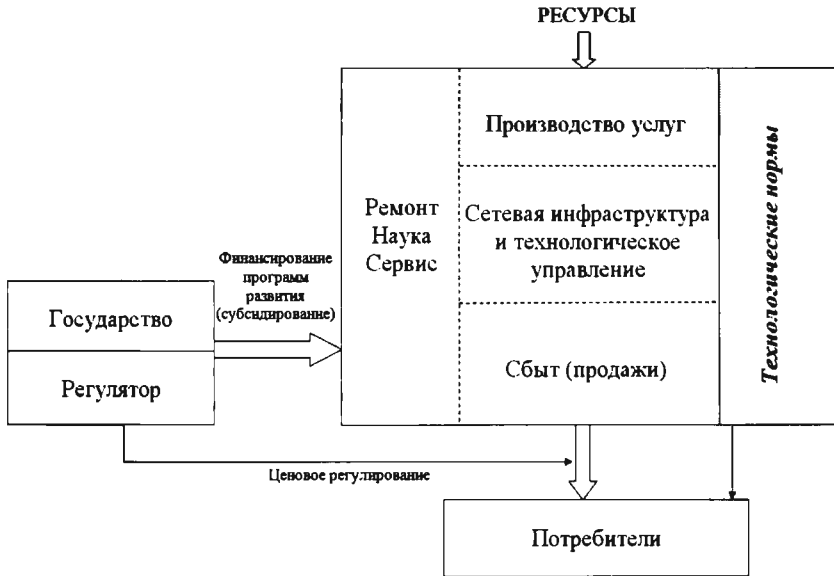 РЕСУРСЫ
Производство услуг
Ремонт
Наука
Сервис
Сетевая инфраструктура
и технологическое
управление
Сбыт (продажи)
Технологические нормы
Финансирование
программ
развития
(субсидирование)
Государство
Регулятор
Ценовое регулирование
Потребители